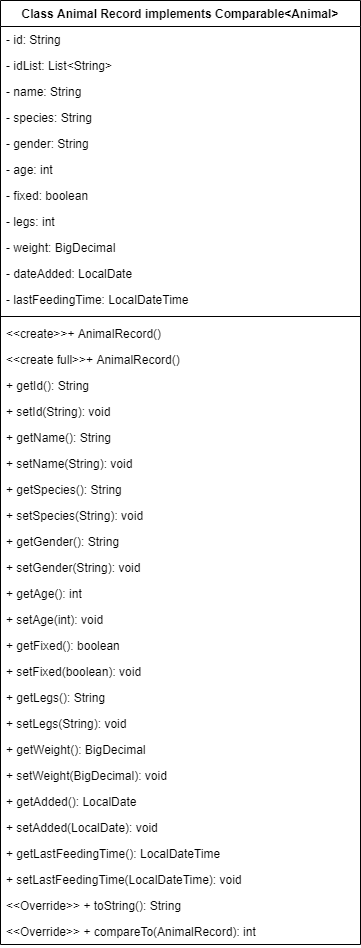 Class Animal Record implements Comparable<Animal>
- id: String
- idList: List<String>
- name: String
- species: String
- gender: String
- age: int
- fixed: boolean
- legs: int
- weight: BigDecimal
- dateAdded: LocalDate
- lastFeedingTime: LocalDateTime
<<create>>+ AnimalRecord()
<<create full>>+ AnimalRecord()
+ getId(): String
+ setId(String): void
+ getName(): String
+ setName(String): void
+ getSpecies(): String
+ setSpecies(String): void
+ getGender(): String
+ setGender(String): void
+ getAge(): int
+ setAge(int): void
+ getFixed(): boolean
+ setFixed(boolean): void
+ getLegs(): String
+ setLegs(String): void
+ getWeight(): BigDecimal
+ setWeight(BigDecimal): void
+ getAdded(): LocalDate
+ setAdded(LocalDate): void
+ getLastFeedingTime(): LocalDateTime
+ setLastFeedingTime(LocalDateTime): void
<<Override>> + toString(): String
<<Override>> + compareTo(AnimalRecord): int